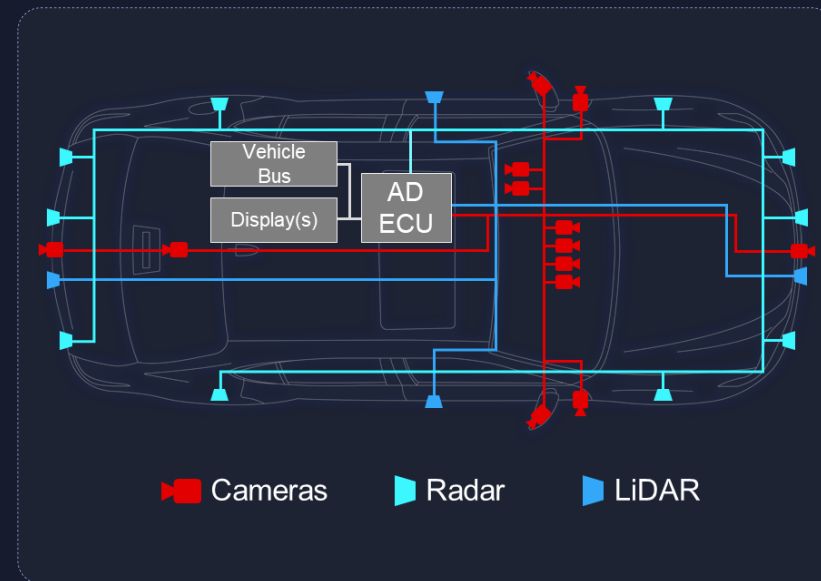 Vehicle
Bus
Display(s)
AD
ECU
Cameras
Radar
LiDAR